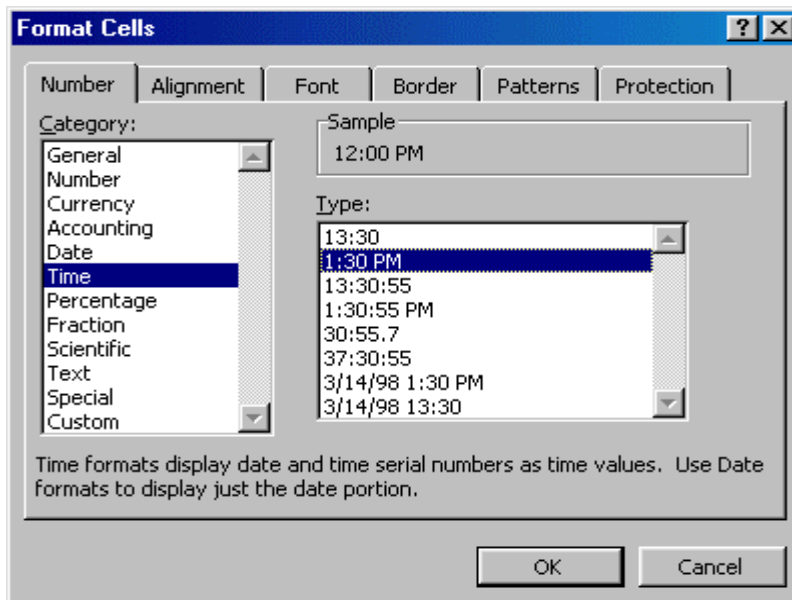 Format Cells
Number Alignment Font Border Patterns Protection
Category:
General
Number
Currency
Accounting
Date
Time
Percentage
Fraction
Scientific
Text
Special
Custom
Sample
12:00 PM
Type:
13:30
1:30 PM
13:30:55
1:30:55 PM
30:55.7
37:30:55
3/14/98 1:30 PM
3/14/98 13:30
Time formats display date and time serial numbers as time values. Use Date
formats to display just the date portion.
OK Cancel